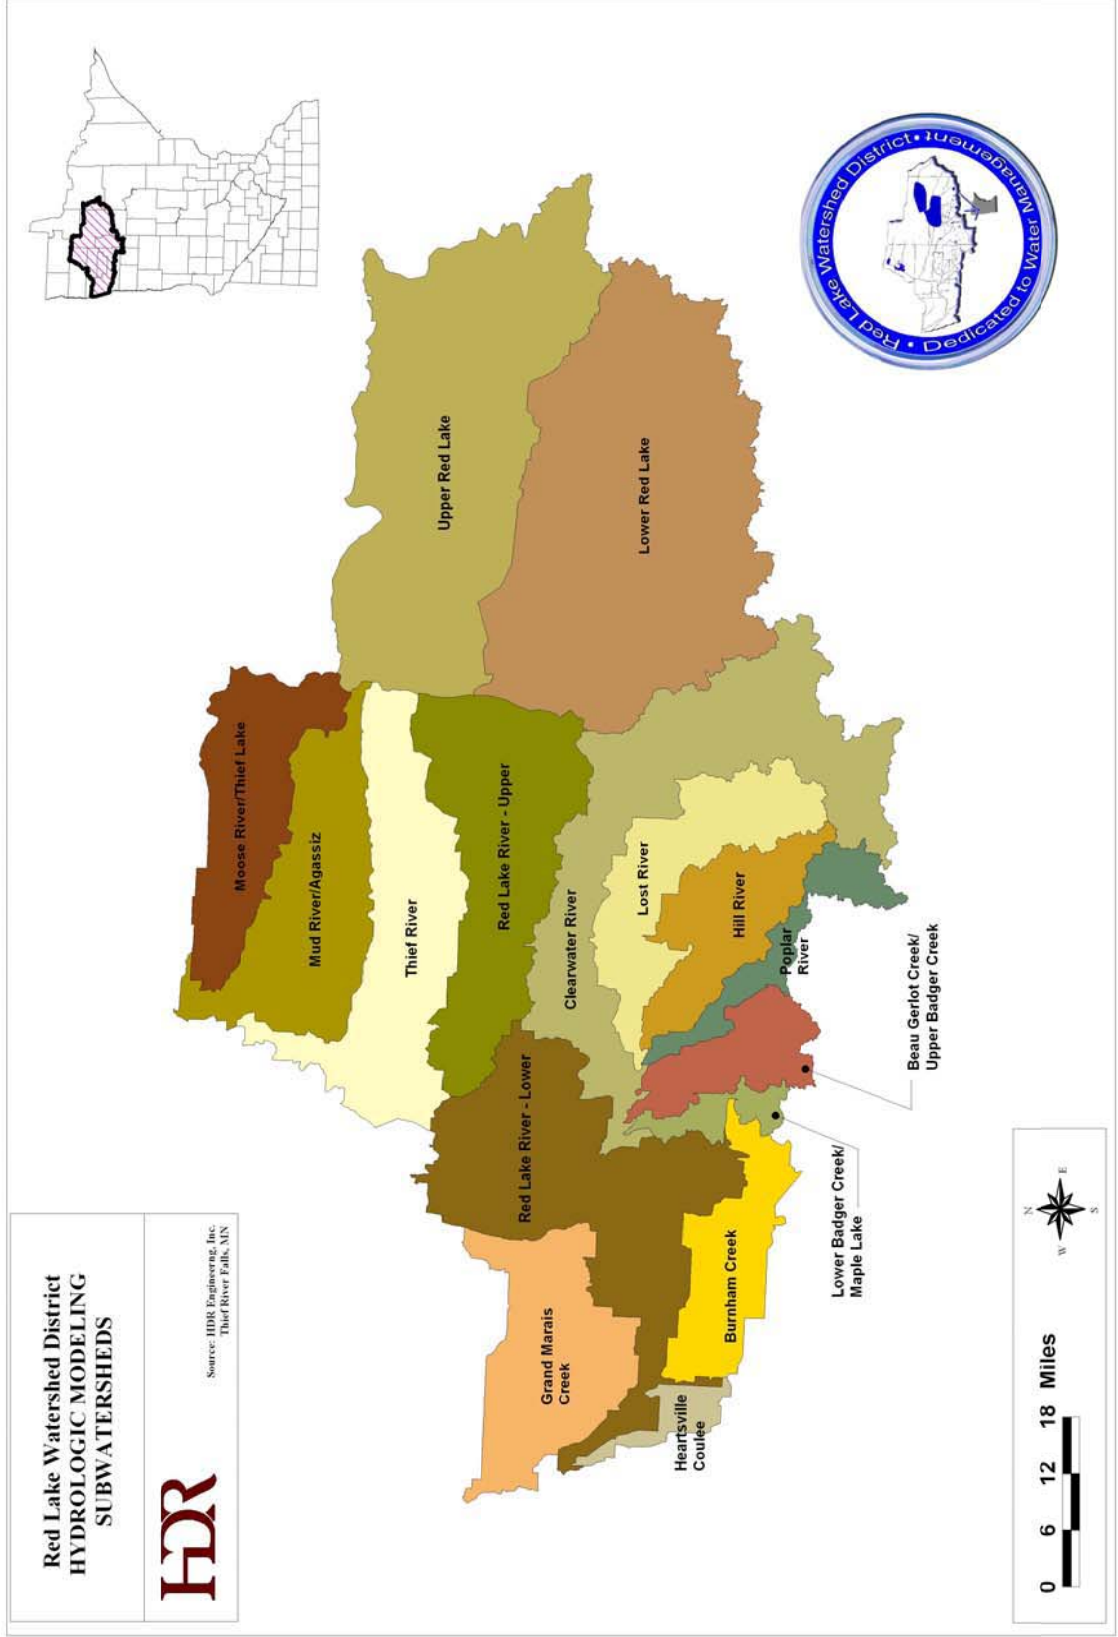 Red Lake Watershed District
HYDROLOGIC MODELING
SUBWATERSHEDS
HDR
Source: HDR Engineerng, Inc.
Thief River Falls, MN
Moose River/Thief Lake
Mud River/Agassiz
Thief River
Upper Red Lake
Red Lake River - Upper
Lower Red Lake
Red Lake River - Lower
Clearwater River
Grand Marais
Creek
Lost River
Hill River
Poplar
River
Burnham Creek
Heartsville
Coulee
Lower Badger Creek/
Maple Lake
Beau Gerlot Creek/
Upper Badger Creek
0 6 12 18 Miles
N
W E
S
Red Lake Watershed District • Dedicated to Water Management •